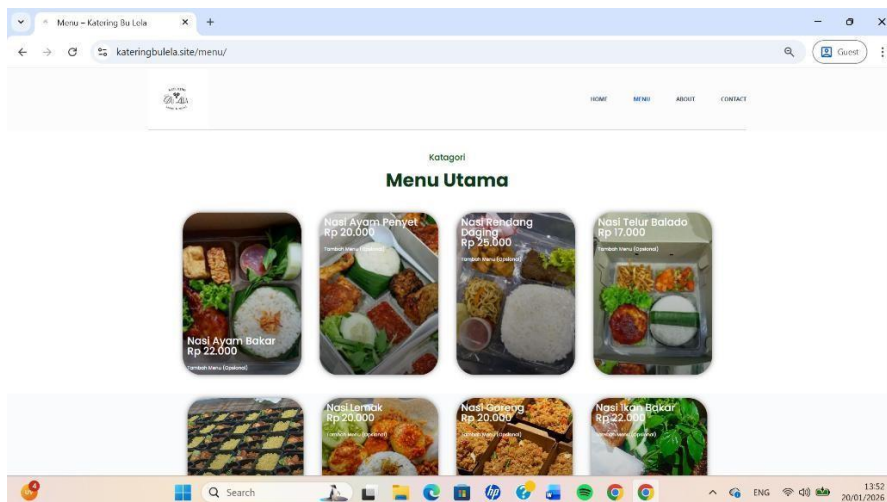 Menu – Katering Bu Lela
kateringbulela.site/menu/
Guest
HOME MENU ABOUT CONTACT
Katagori
Menu Utama
Nasi Ayam Bakar
Rp 22.000
Tambah Menu (Opsional)
Nasi Ayam Penyet
Rp 20.000
Tambah Menu (Opsional)
Nasi Rendang
Daging
Rp 25.000
Tambah Menu (Opsional)
Nasi Telur Balado
Rp 17.000
Tambah Menu (Opsional)
Nasi Lemak
Rp 20.000
Tambah Menu (Opsional)
Nasi Goreng
Rp 20.000
Tambah Menu (Opsional)
Nasi Ikan Bakar
Rp 22.000
Tambah Menu (Opsional)
4
Search
ENG
13:52
20/01/2026